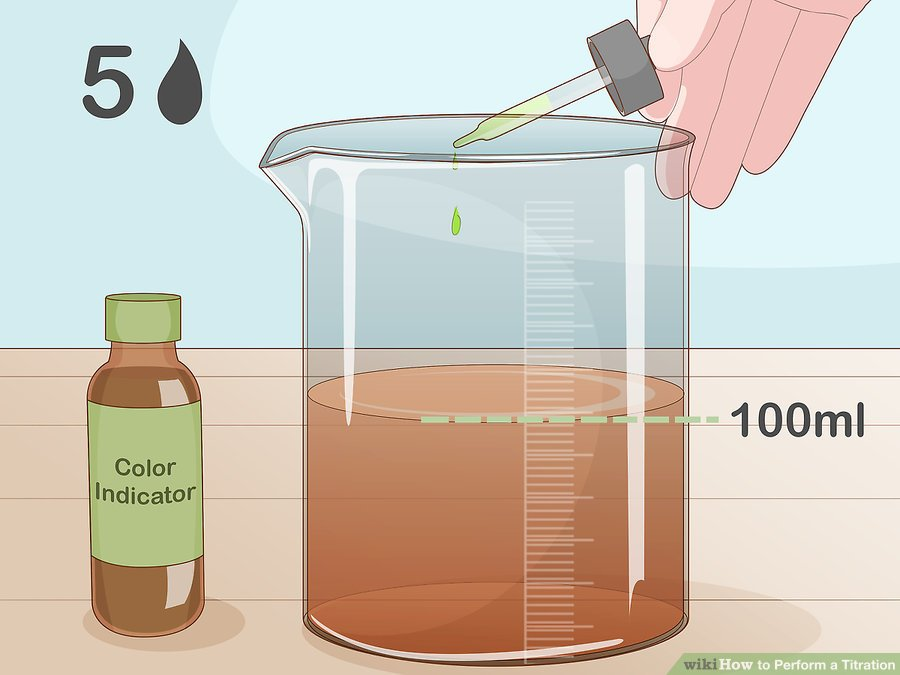 5
100ml
Color
Indicator
wikiHow to Perform a Titration